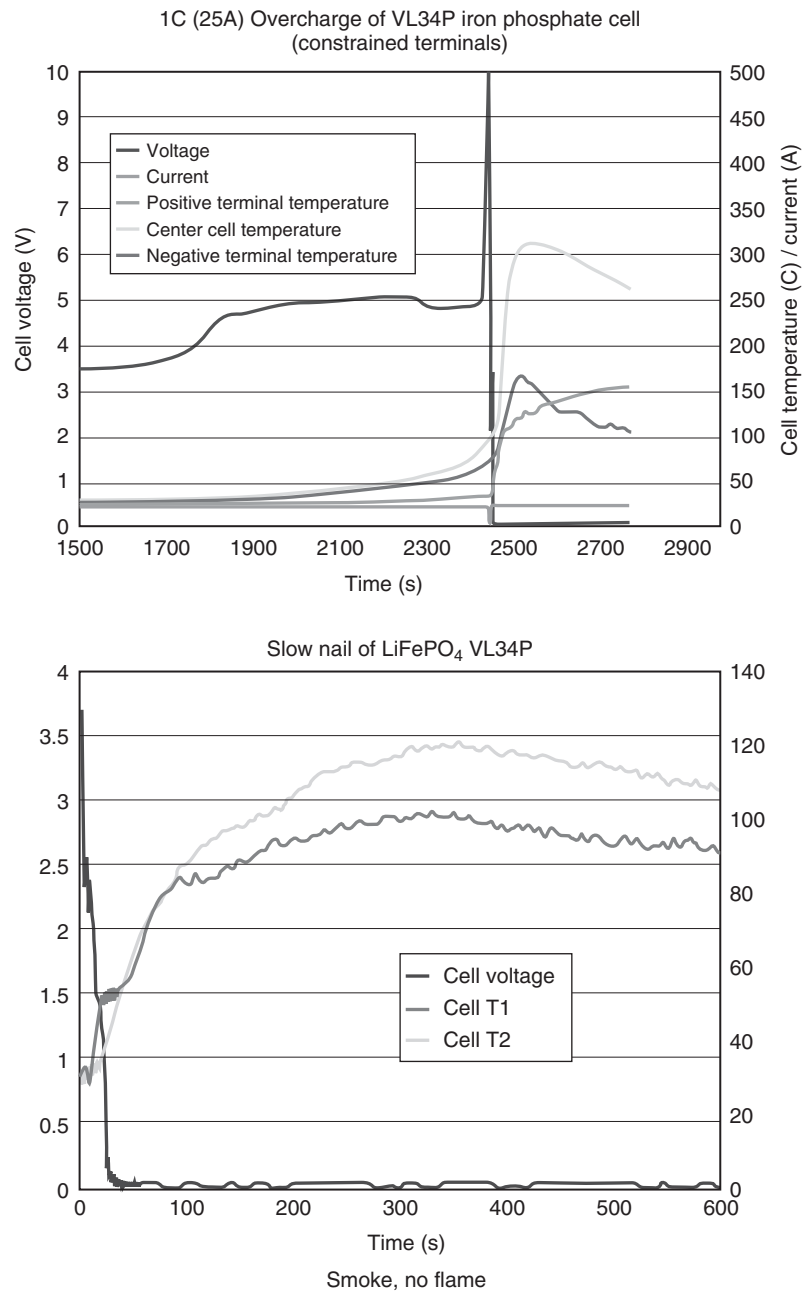 1C (25A) Overcharge of VL34P iron phosphate cell
(constrained terminals)
10
9
8
7
6
5
4
3
2
1
0
500
450
400
350
300
250
200
150
100
50
0
Cell voltage (V)
Cell temperature (C) / current (A)
Voltage
Current
Positive terminal temperature
Center cell temperature
Negative terminal temperature
1500 1700 1900 2100 2300 2500 2700 2900
Time (s)
Slow nail of LiFePO₄ VL34P
4
3.5
3
2.5
2
1.5
1
0.5
0
140
120
100
80
60
40
20
0
Cell voltage
Cell T1
Cell T2
0 100 200 300 400 500 600
Time (s)
Smoke, no flame